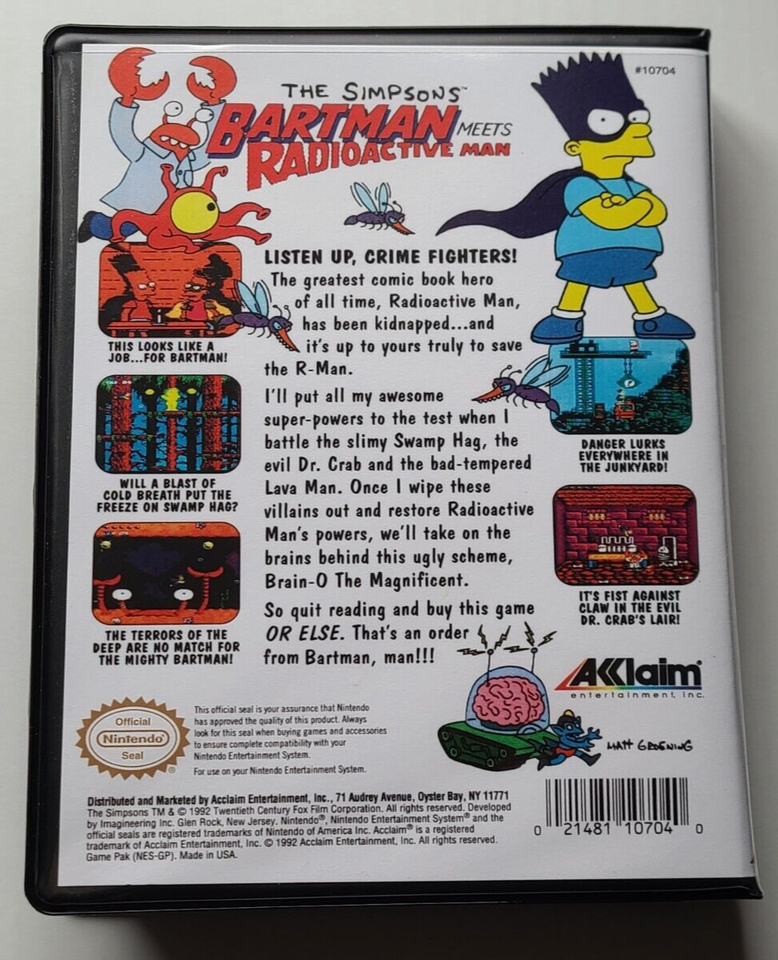 #10704
THE SIMPSONS™
BARTMAN MEETS
RADIOACTIVE MAN
LISTEN UP, CRIME FIGHTERS!
The greatest comic book hero
of all time, Radioactive Man,
has been kidnapped...and
it's up to yours truly to save
the R-Man.
I'll put all my awesome
super-powers to the test when I
battle the slimy Swamp Hag, the
evil Dr. Crab and the bad-tempered
Lava Man. Once I wipe these
villains out and restore Radioactive
Man's powers, we'll take on the
brains behind this ugly scheme,
Brain-O The Magnificent.
So quit reading and buy this game
OR ELSE. That's an order
from Bartman, man!!!
THIS LOOKS LIKE A
JOB...FOR BARTMAN!
WILL A BLAST OF
COLD BREATH PUT THE
FREEZE ON SWAMP HAG?
THE TERRORS OF THE
DEEP ARE NO MATCH FOR
THE MIGHTY BARTMAN!
DANGER LURKS
EVERYWHERE IN
THE JUNKYARD!
IT'S FIST AGAINST
CLAW IN THE EVIL
DR. CRAB'S LAIR!
AKKlaim®
entertainment, inc.
MATT GROENING
Official
Nintendo®
Seal
®
This official seal is your assurance that Nintendo
has approved the quality of this product. Always
look for this seal when buying games and accessories
to ensure complete compatibility with your
Nintendo Entertainment System.
For use on your Nintendo Entertainment System.
Distributed and Marketed by Acclaim Entertainment, Inc., 71 Audrey Avenue, Oyster Bay, NY 11771
The Simpsons TM & © 1992 Twentieth Century Fox Film Corporation. All rights reserved. Developed
by Imagineering Inc. Glen Rock, New Jersey. Nintendo®, Nintendo Entertainment System® and the
official seals are registered trademarks of Nintendo of America Inc. Acclaim® is a registered
trademark of Acclaim Entertainment, Inc. © 1992 Acclaim Entertainment, Inc. All rights reserved.
Game Pak (NES-GP). Made in USA.
0 21481 10704 0